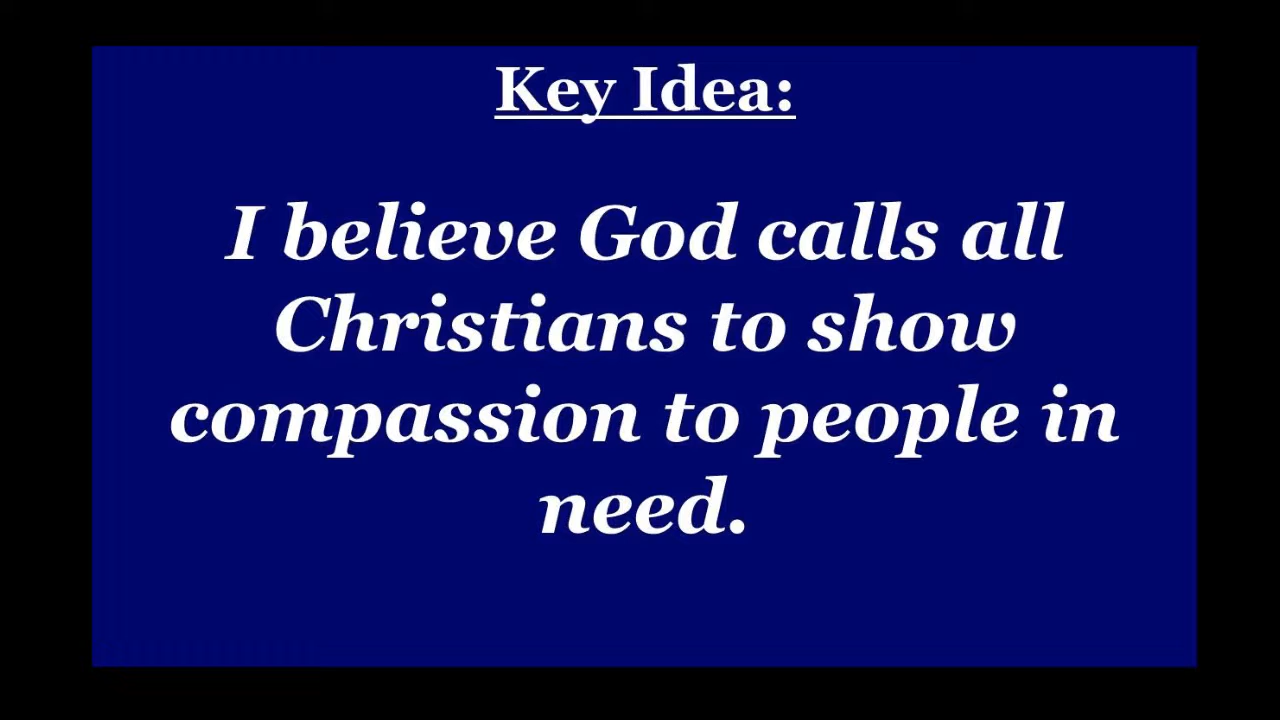 Key Idea:
I believe God calls all
Christians to show
compassion to people in
need.